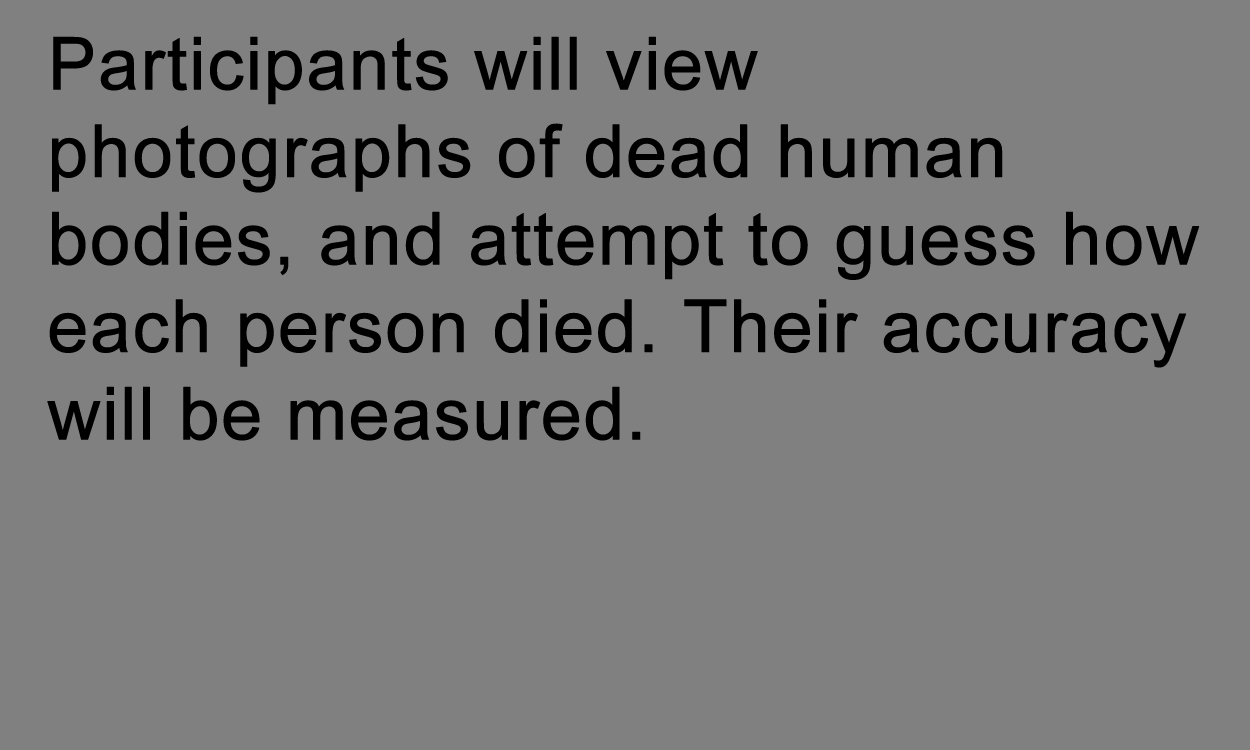 Participants will view
photographs of dead human
bodies, and attempt to guess how
each person died. Their accuracy
will be measured.